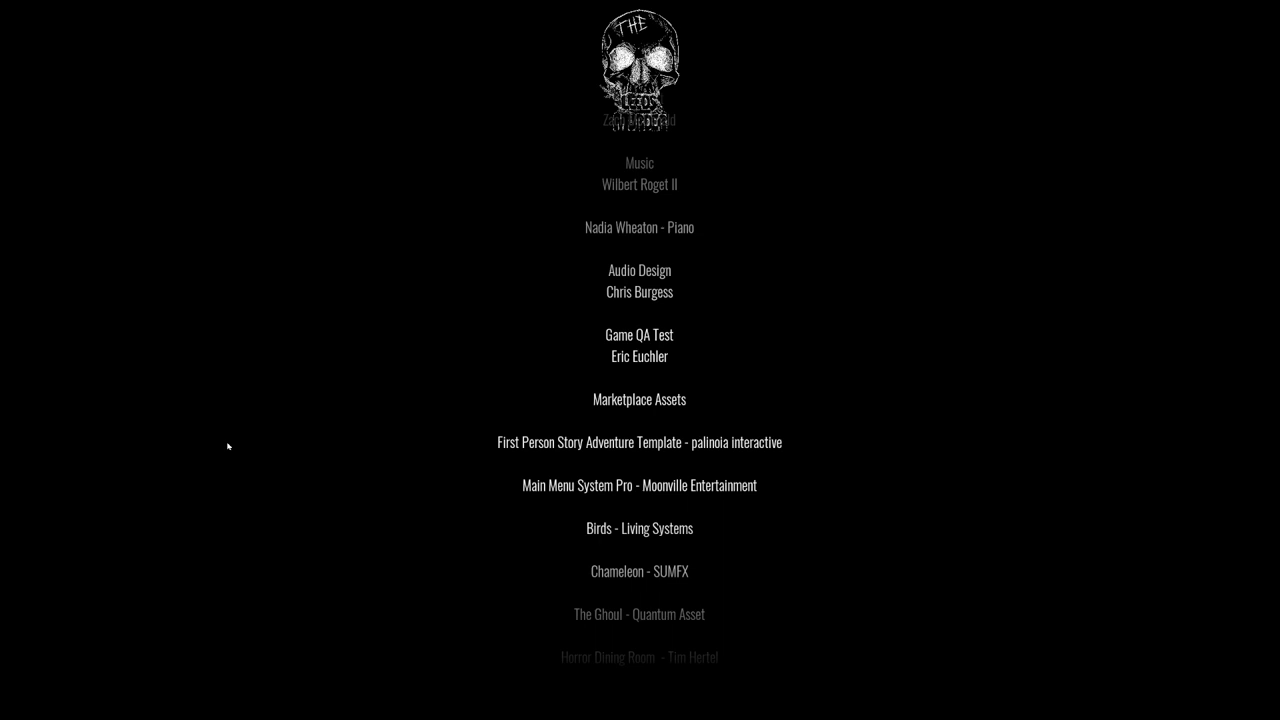 THE
LEEDS
Music
Wilbert Roget II
Nadia Wheaton - Piano
Audio Design
Chris Burgess
Game QA Test
Eric Euchler
Marketplace Assets
First Person Story Adventure Template - palinoia interactive
Main Menu System Pro - Moonville Entertainment
Birds - Living Systems
Chameleon - SUMFX
The Ghoul - Quantum Asset
Horror Dining Room - Tim Hertel